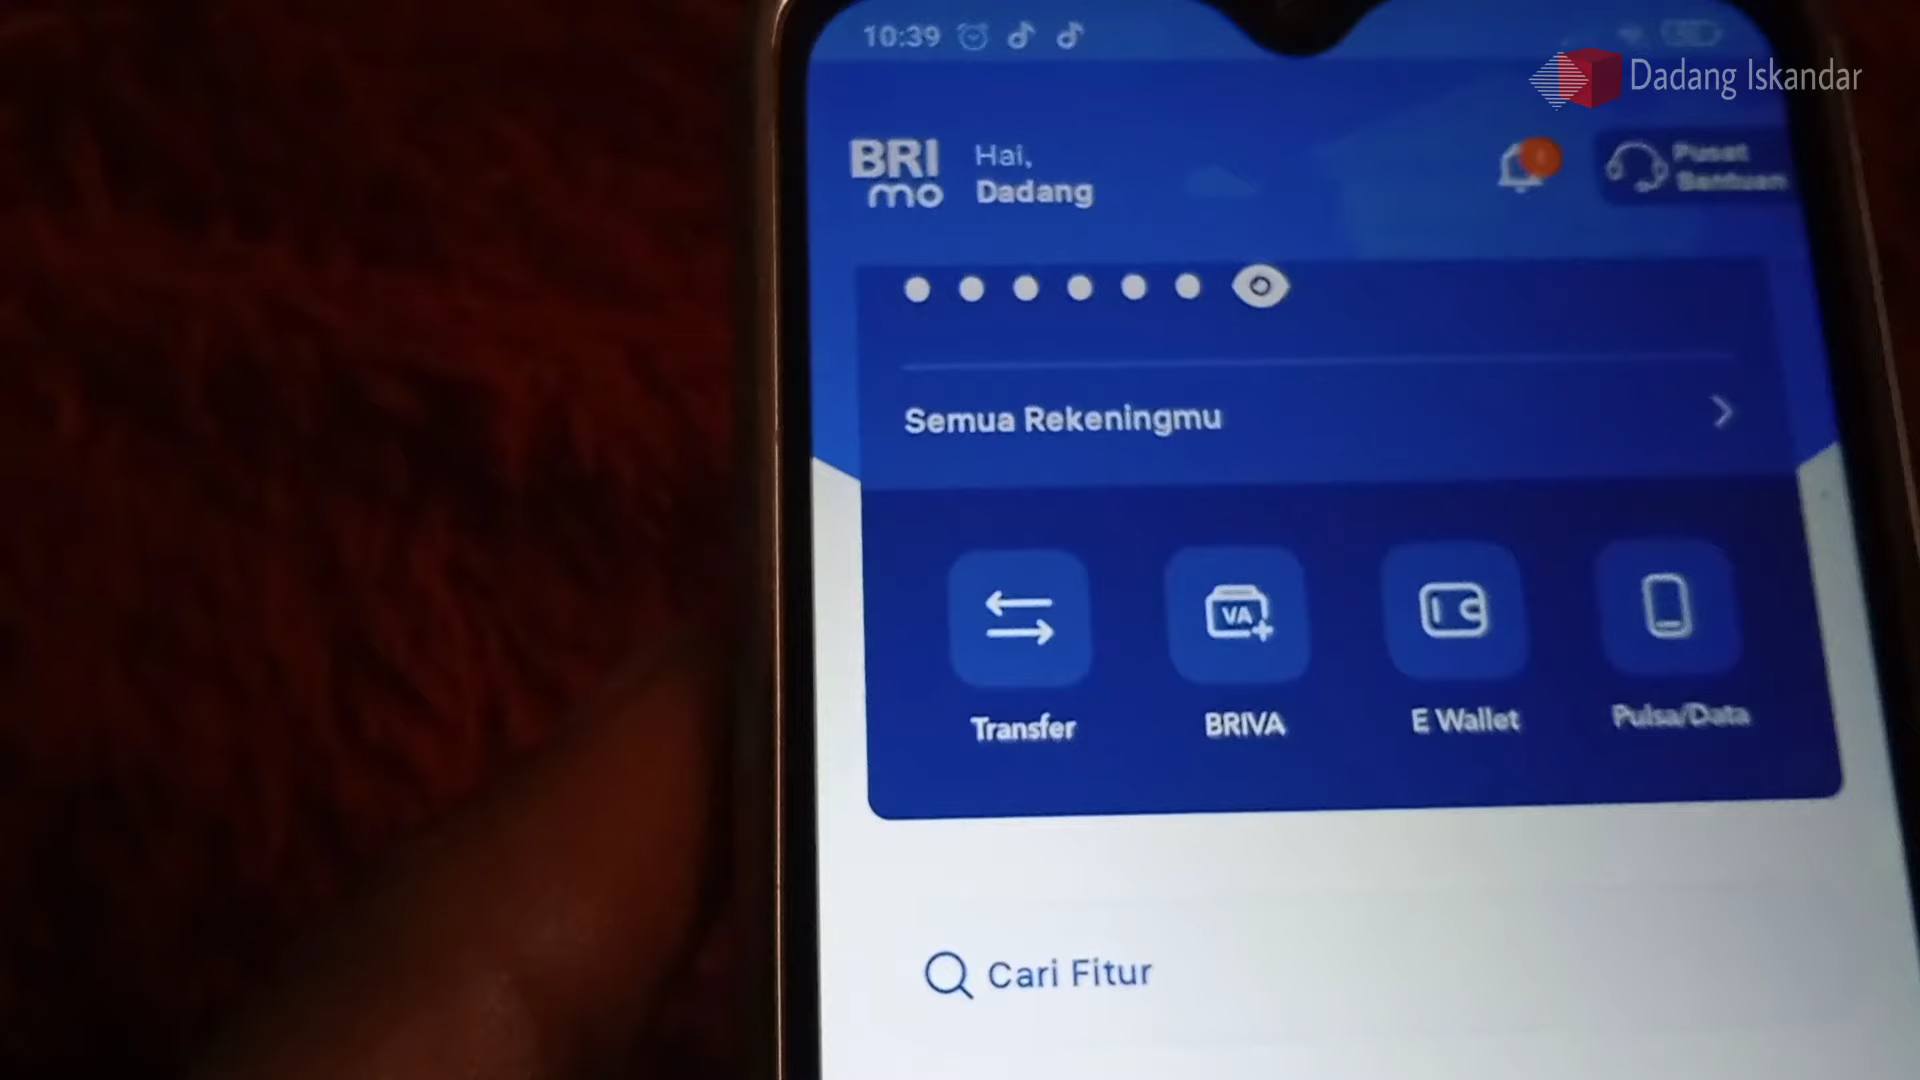 10:39
Dadang Iskandar
BRI
mo
Hai,
Dadang
Pusat
Bantuan
Semua Rekeningmu
VA
Transfer
BRIVA
E Wallet
Pulsa/Data
Cari Fitur